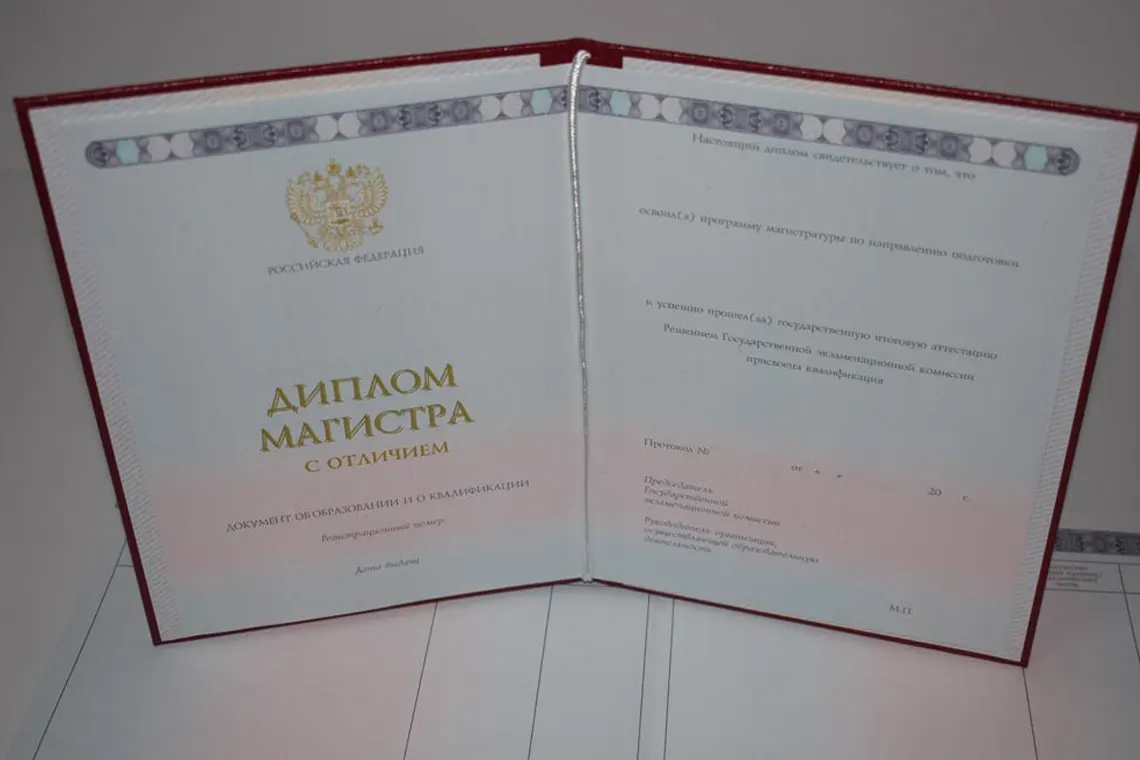 РОССИЙСКАЯ ФЕДЕРАЦИЯ
ДИПЛОМ
МАГИСТРА
С ОТЛИЧИЕМ
ДОКУМЕНТ ОБ ОБРАЗОВАНИИ И О КВАЛИФИКАЦИИ
Регистрационный номер
Дата выдачи
Настоящий диплом свидетельствует о том, что
освоил(а) программу магистратуры по направлению подготовки
и успешно прошел(ла) государственную итоговую аттестацию
Решением Государственной экзаменационной комиссии
присвоена квалификация
Протокол №
от « »
20 г.
Председатель
Государственной
экзаменационной комиссии
Руководитель организации,
осуществляющей образовательную
деятельность
М.П.